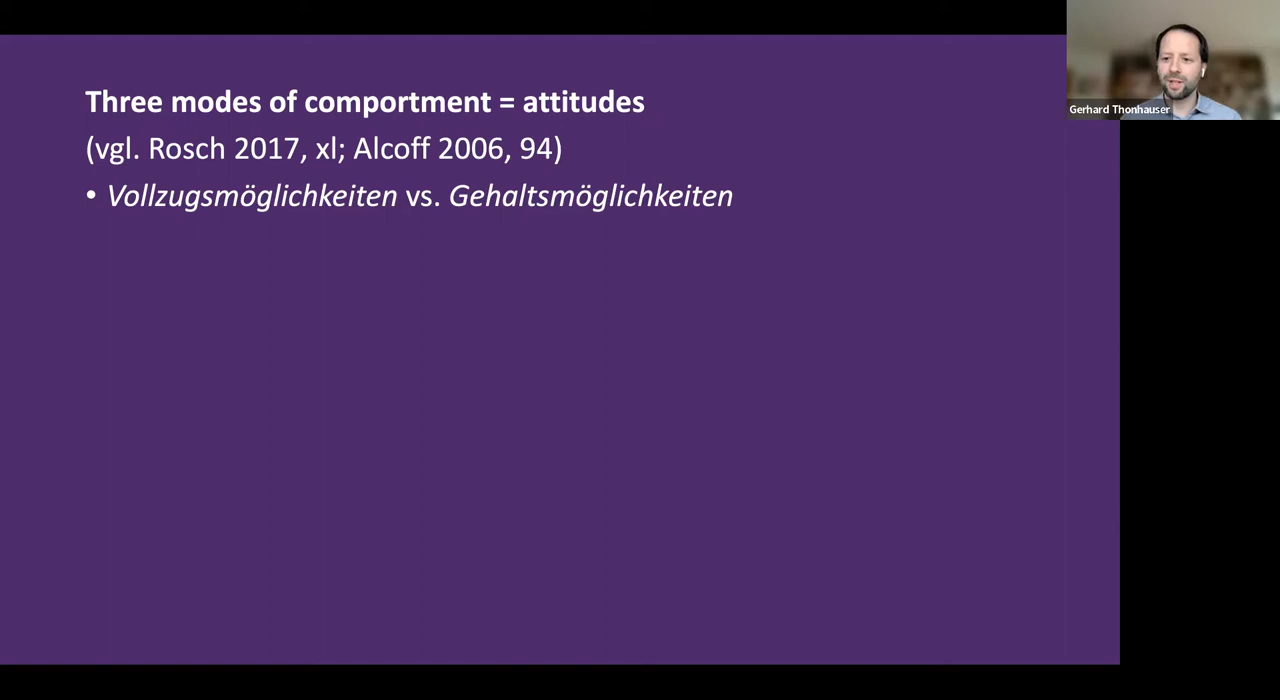 Three modes of comportment = attitudes
(vgl. Rosch 2017, xl; Alcoff 2006, 94)
• Vollzugsmöglichkeiten vs. Gehaltsmöglichkeiten
Gerhard Thonhauser